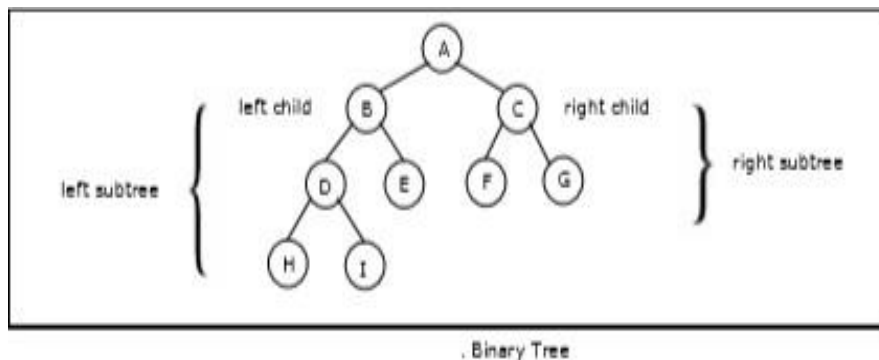 A
left child B C right child
left subtree D E F G right subtree
H I
. Binary Tree